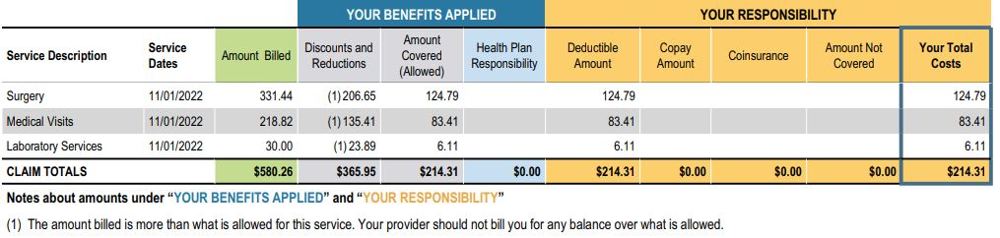 YOUR BENEFITS APPLIED YOUR RESPONSIBILITY
Service Description Service Dates Amount Billed Discounts and Reductions Amount Covered (Allowed) Health Plan Responsibility Deductible Amount Copay Amount Coinsurance Amount Not Covered Your Total Costs
Surgery 11/01/2022 331.44 (1) 206.65 124.79 124.79 124.79
Medical Visits 11/01/2022 218.82 (1) 135.41 83.41 83.41 83.41
Laboratory Services 11/01/2022 30.00 (1) 23.89 6.11 6.11 6.11
CLAIM TOTALS $580.26 $365.95 $214.31 $0.00 $214.31 $0.00 $0.00 $0.00 $214.31
Notes about amounts under “YOUR BENEFITS APPLIED” and “YOUR RESPONSIBILITY”
(1) The amount billed is more than what is allowed for this service. Your provider should not bill you for any balance over what is allowed.